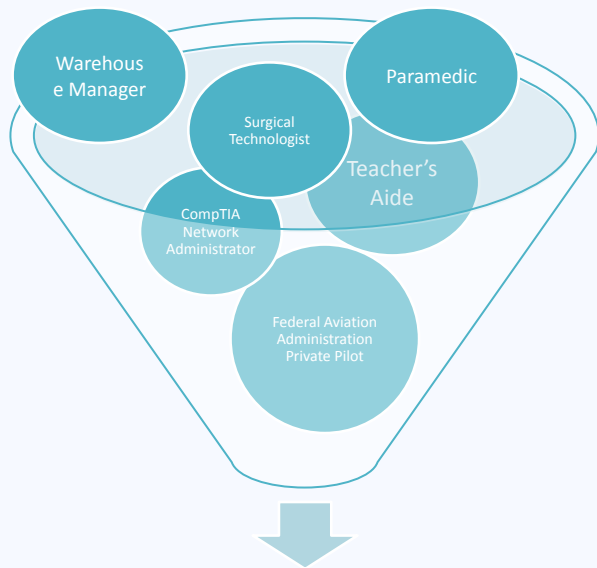 Warehous
e Manager
Paramedic
Surgical
Technologist
Teacher’s
Aide
CompTIA
Network
Administrator
Federal Aviation
Administration
Private Pilot